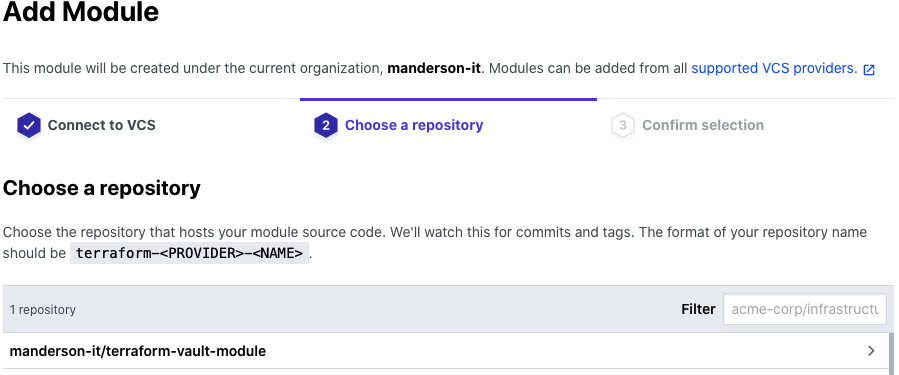 Add Module
This module will be created under the current organization, manderson-it. Modules can be added from all supported VCS providers.
Connect to VCS
2 Choose a repository
3 Confirm selection
Choose a repository
Choose the repository that hosts your module source code. We'll watch this for commits and tags. The format of your repository name
should be terraform-<PROVIDER>-<NAME>.
1 repository
Filter acme-corp/infrastructu
manderson-it/terraform-vault-module